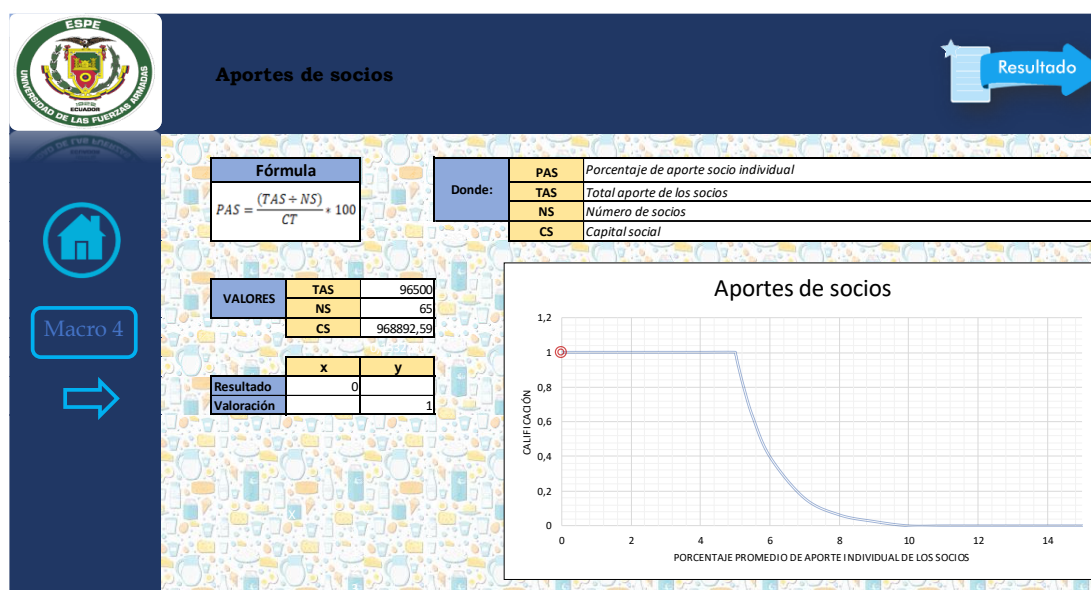 ESPE
UNIVERSIDAD DE LAS FUERZAS ARMADAS
ECUADOR
Aportes de socios
Resultado
Fórmula
PAS = (TAS ÷ NS) / CT * 100
Donde:
PAS Porcentaje de aporte socio individual
TAS Total aporte de los socios
NS Número de socios
CS Capital social
Macro 4
VALORES
TAS 96500
NS 65
CS 968892,59
x y
Resultado 0
Valoración 1
Aportes de socios
CALIFICACIÓN
1,2
1
0,8
0,6
0,4
0,2
0
0 2 4 6 8 10 12 14
PORCENTAJE PROMEDIO DE APORTE INDIVIDUAL DE LOS SOCIOS